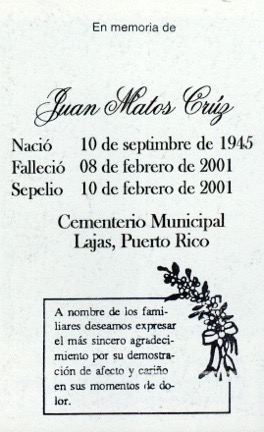 En memoria de
Juan Matos Crúz
Nació 10 de septimbre de 1945
Falleció 08 de febrero de 2001
Sepelio 10 de febrero de 2001
Cementerio Municipal
Lajas, Puerto Rico
A nombre de los fami-
liares deseamos expresar
el más sincero agradeci-
miento por su demostra-
ción de afecto y cariño
en sus momentos de do-
lor.